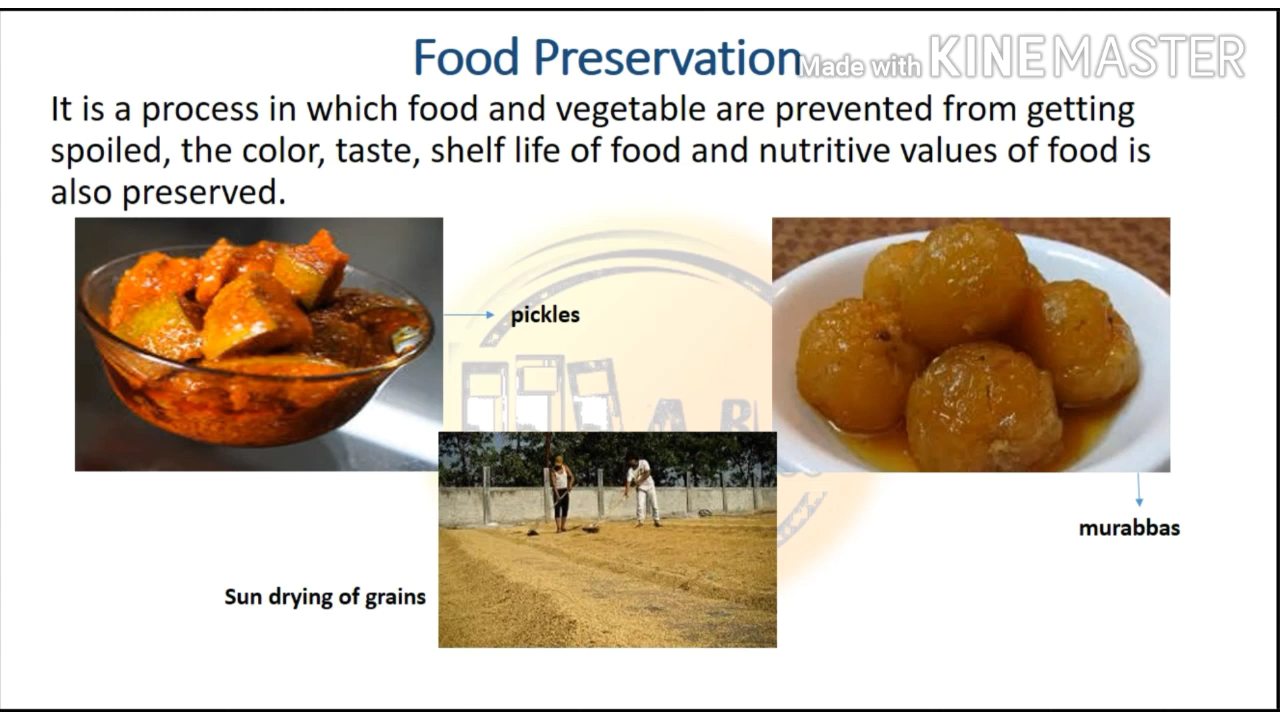 Food Preservation
Made with KINEMASTER
It is a process in which food and vegetable are prevented from getting
spoiled, the color, taste, shelf life of food and nutritive values of food is
also preserved.
pickles
murabbas
Sun drying of grains